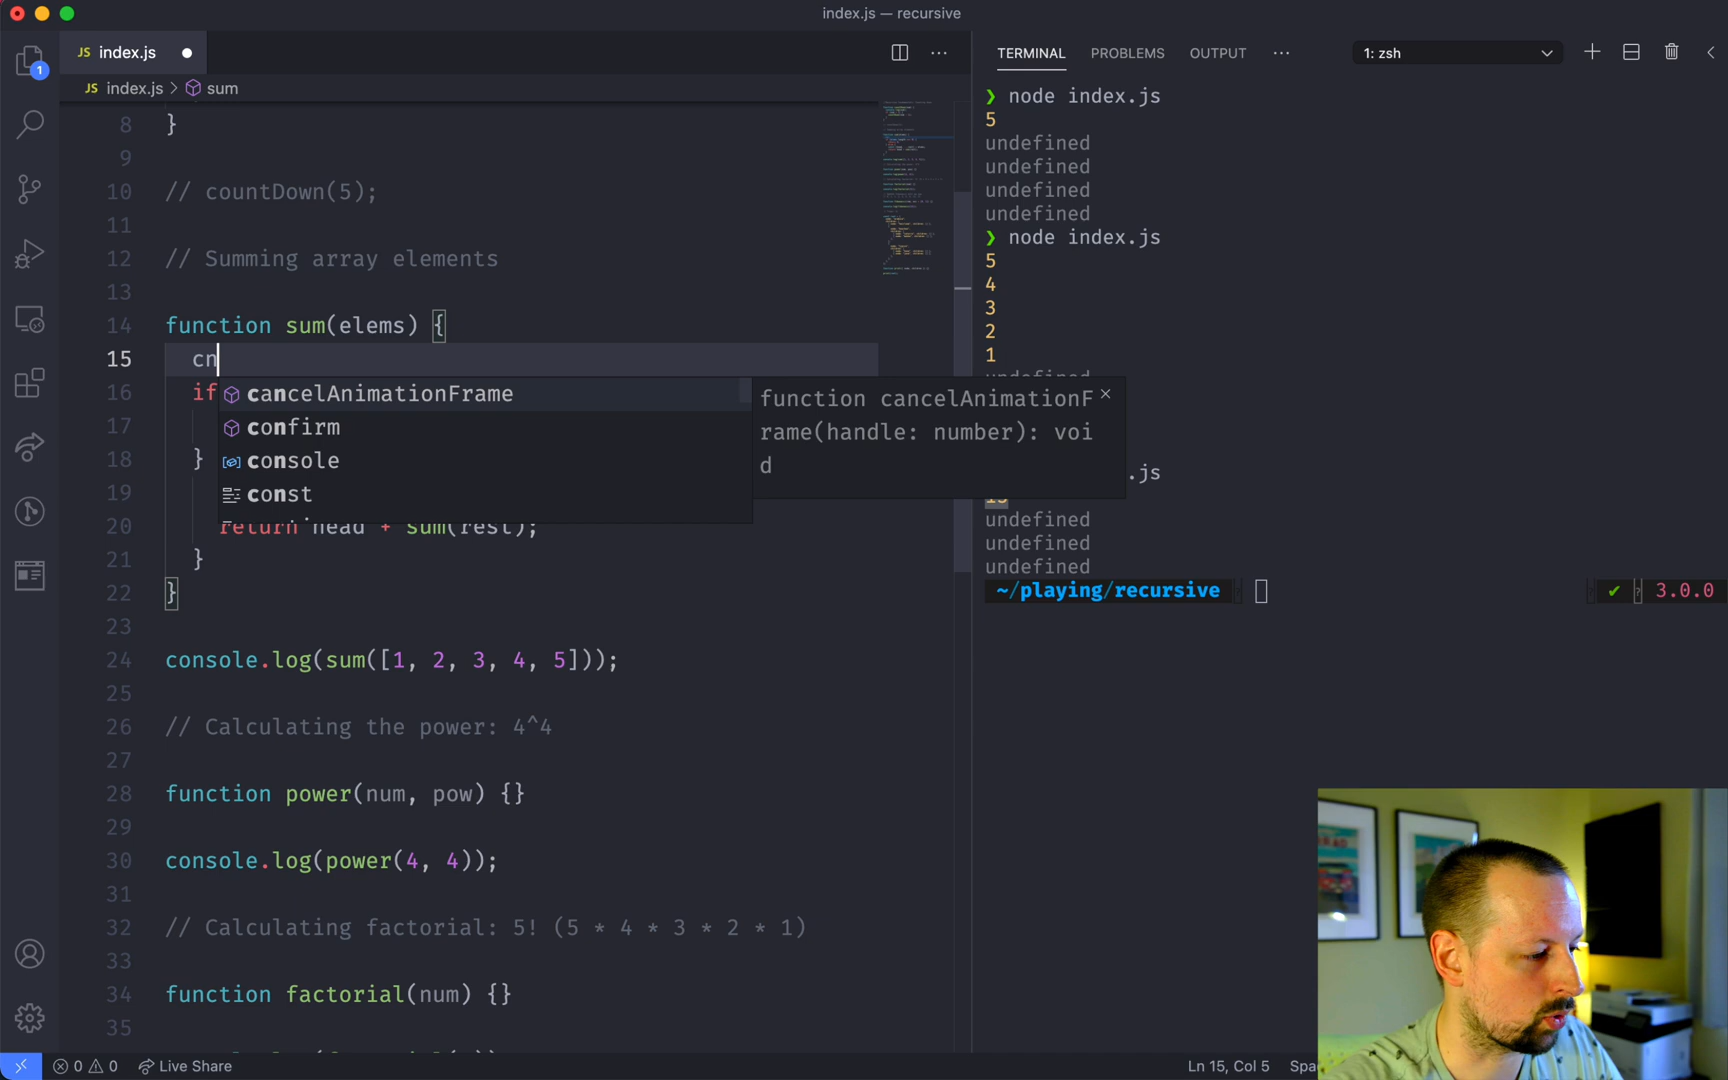 index.js — recursive
JS index.js
JS index.js > sum
8 }
9
10 // countDown(5);
11
12 // Summing array elements
13
14 function sum(elems) {
15 cn
16 if
17
18 }
19
20 return head + sum(rest);
21 }
22 }
23
24 console.log(sum([1, 2, 3, 4, 5]));
25
26 // Calculating the power: 4^4
27
28 function power(num, pow) {}
29
30 console.log(power(4, 4));
31
32 // Calculating factorial: 5! (5 * 4 * 3 * 2 * 1)
33
34 function factorial(num) {}
35
cancelAnimationFrame
confirm
console
const
function cancelAnimationF
rame(handle: number): voi
d
TERMINAL PROBLEMS OUTPUT ··· 1: zsh
❯ node index.js
5
undefined
undefined
undefined
undefined
❯ node index.js
5
4
3
2
1
.js
15
undefined
undefined
undefined
~/playing/recursive ✔ ? 3.0.0
1
0 0 Live Share Ln 15, Col 5 Spa